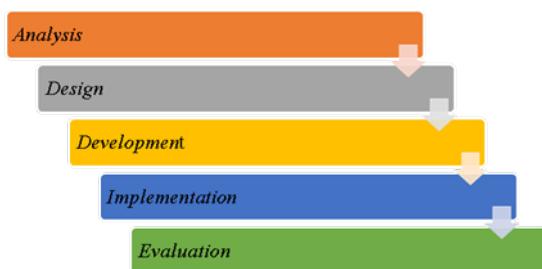 Analysis
Design
Development
Implementation
Evaluation